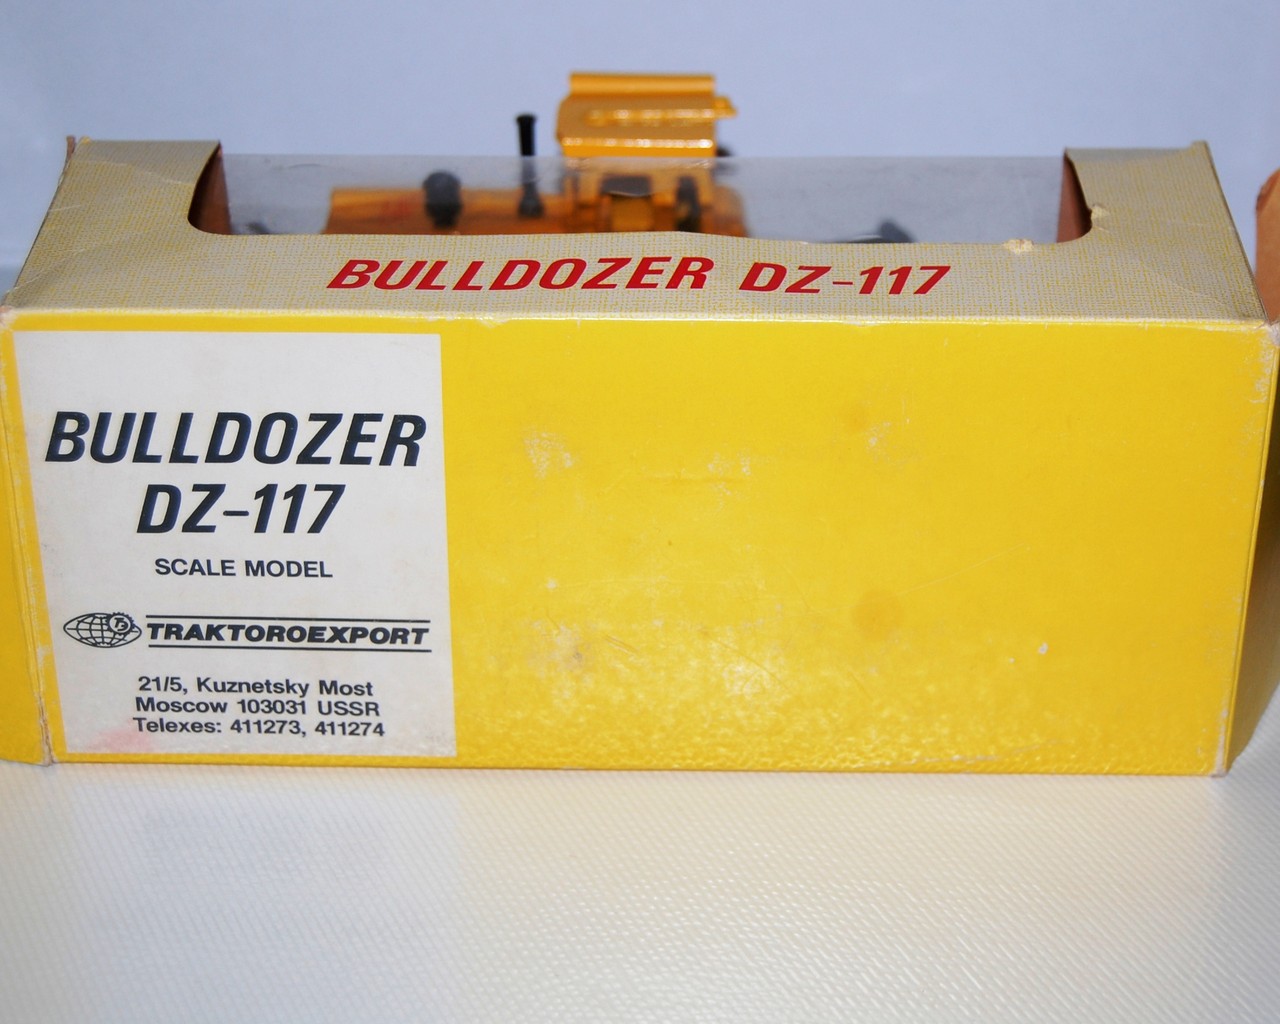 BULLDOZER DZ-117
BULLDOZER
DZ-117
SCALE MODEL
TRAKTOROEXPORT
21/5, Kuznetsky Most
Moscow 103031 USSR
Telexes: 411273, 411274